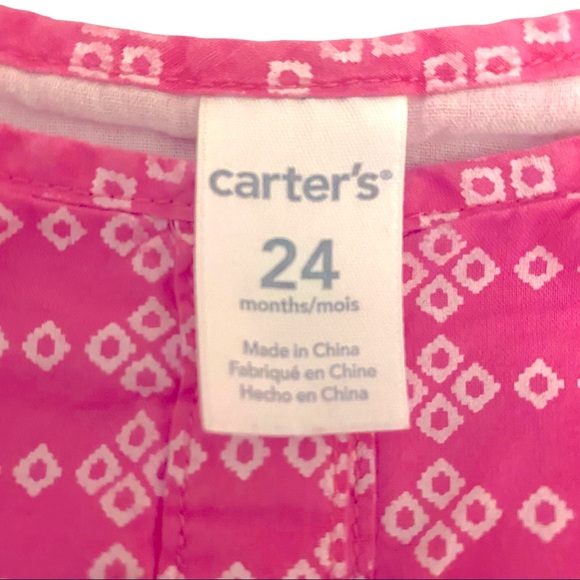 carter's®
24
months/mois
Made in China
Fabriqué en Chine
Hecho en China